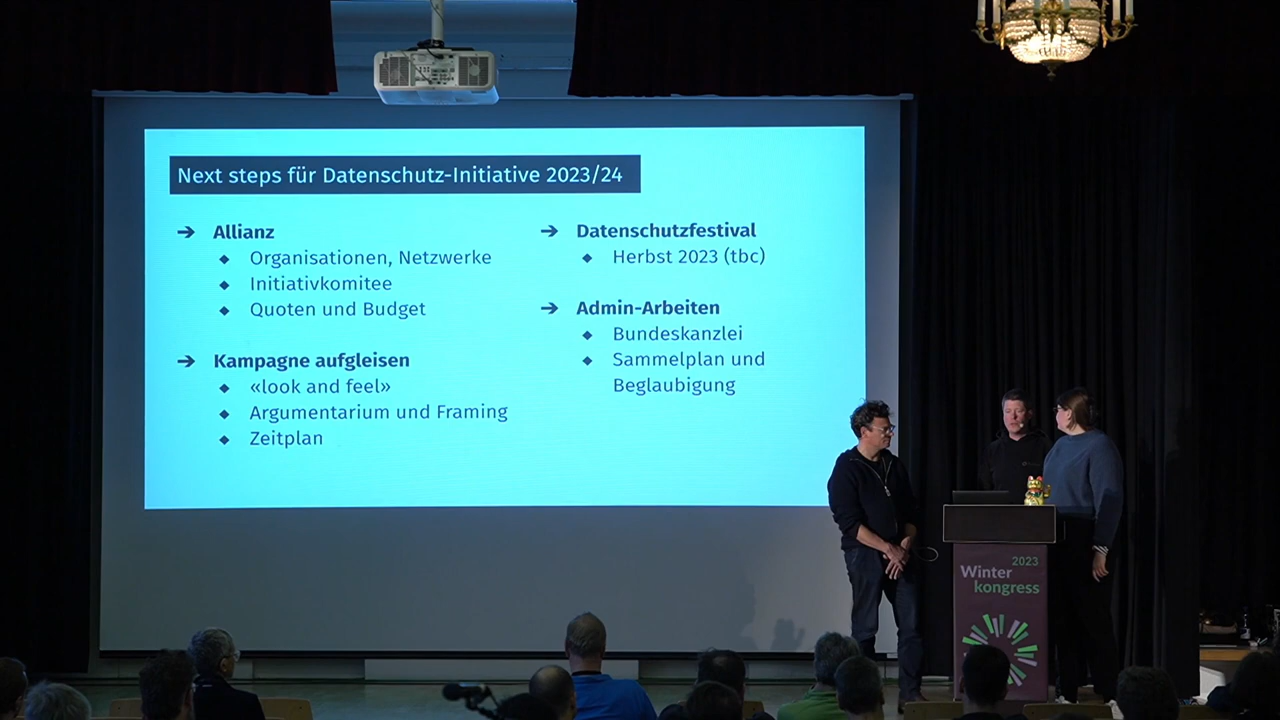 Next steps für Datenschutz-Initiative 2023/24
➔ Allianz
◆ Organisationen, Netzwerke
◆ Initiativkomitee
◆ Quoten und Budget
➔ Kampagne aufgleisen
◆ «look and feel»
◆ Argumentarium und Framing
◆ Zeitplan
➔ Datenschutzfestival
◆ Herbst 2023 (tbc)
➔ Admin-Arbeiten
◆ Bundeskanzlei
◆ Sammelplan und
Beglaubigung
2023
Winter
kongress